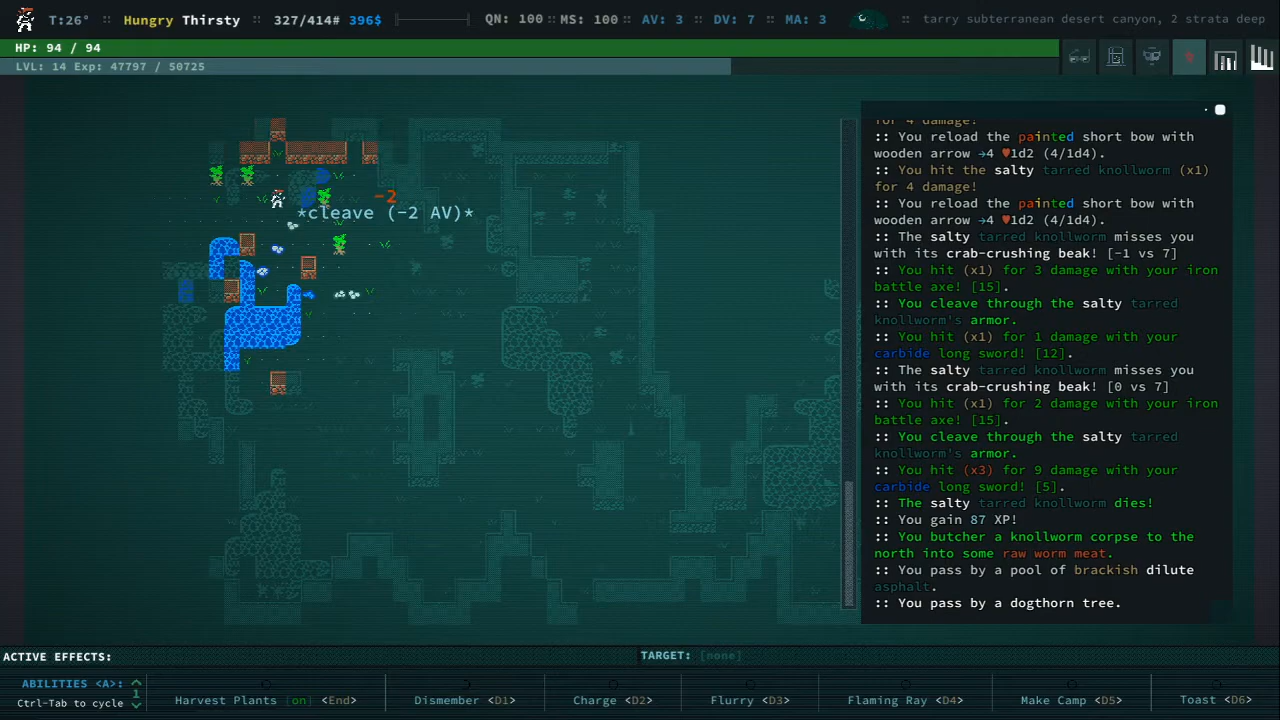 T:26° :: Hungry Thirsty :: 327/414# 396$ QN: 100 :: MS: 100 :: AV: 3 :: DV: 7 :: MA: 3 :: tarry subterranean desert canyon, 2 strata deep
HP: 94 / 94
LVL: 14 Exp: 47797 / 50725
-2
*cleave (-2 AV)*
for 4 damage!
:: You reload the painted short bow with
wooden arrow →4 ♥1d2 (4/1d4).
:: You hit the salty tarred knollworm (x1)
for 4 damage!
:: You reload the painted short bow with
wooden arrow →4 ♥1d2 (4/1d4).
:: The salty tarred knollworm misses you
with its crab-crushing beak! [-1 vs 7]
:: You hit (x1) for 3 damage with your iron
battle axe! [15].
:: You cleave through the salty tarred
knollworm's armor.
:: You hit (x1) for 1 damage with your
carbide long sword! [12].
:: The salty tarred knollworm misses you
with its crab-crushing beak! [0 vs 7]
:: You hit (x1) for 2 damage with your iron
battle axe! [15].
:: You cleave through the salty tarred
knollworm's armor.
:: You hit (x3) for 9 damage with your
carbide long sword! [5].
:: The salty tarred knollworm dies!
:: You gain 87 XP!
:: You butcher a knollworm corpse to the
north into some raw worm meat.
:: You pass by a pool of brackish dilute
asphalt.
:: You pass by a dogthorn tree.
ACTIVE EFFECTS:
TARGET: [none]
ABILITIES <A>:
1
Ctrl-Tab to cycle
Harvest Plants [on] <End>
Dismember <D1>
Charge <D2>
Flurry <D3>
Flaming Ray <D4>
Make Camp <D5>
Toast <D6>